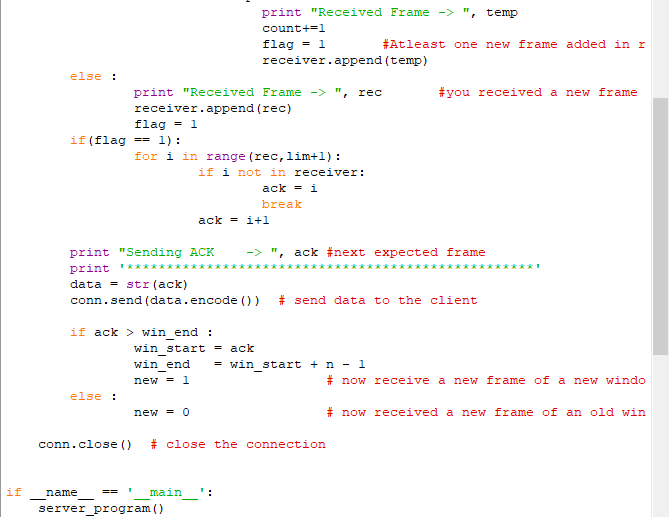 print "Received Frame -> ", temp
count+=1
flag = 1 #Atleast one new frame added in r
receiver.append(temp)
else :
print "Received Frame -> ", rec #you received a new frame
receiver.append(rec)
flag = 1
if(flag == 1):
for i in range(rec,lim+1):
if i not in receiver:
ack = i
break
ack = i+1
print "Sending ACK    -> ", ack #next expected frame
print '***************************************************'
data = str(ack)
conn.send(data.encode())  # send data to the client
if ack > win_end :
win_start = ack
win_end   = win_start + n - 1
new = 1 # now receive a new frame of a new windo
else :
new = 0 # now received a new frame of an old win
conn.close()  # close the connection
if __name__ == '__main__':
server_program()